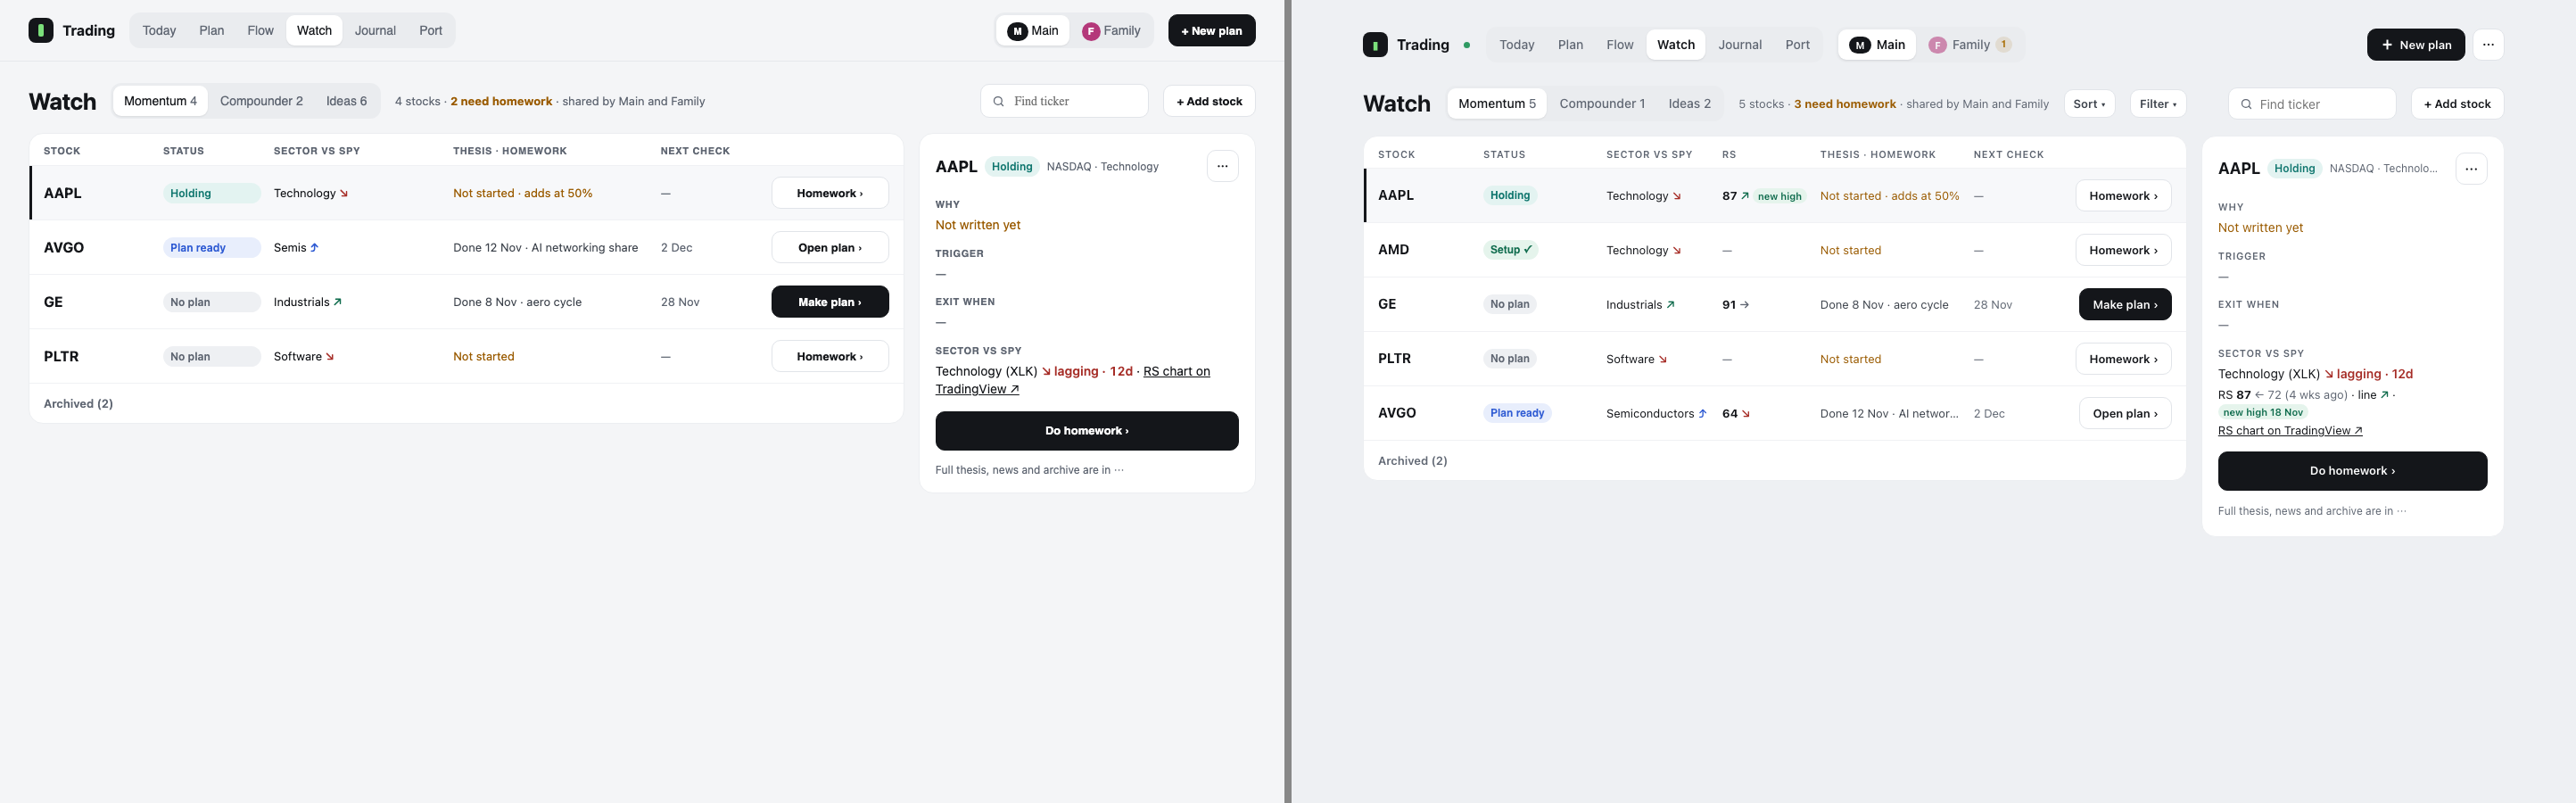 Trading Today Plan Flow Watch Journal Port M Main F Family + New plan
Watch Momentum 4 Compounder 2 Ideas 6 4 stocks · 2 need homework · shared by Main and Family Find ticker + Add stock
STOCK STATUS SECTOR VS SPY THESIS · HOMEWORK NEXT CHECK
AAPL Holding Technology ↘ Not started · adds at 50% — Homework ›
AVGO Plan ready Semis ⤴ Done 12 Nov · AI networking share 2 Dec Open plan ›
GE No plan Industrials ↗ Done 8 Nov · aero cycle 28 Nov Make plan ›
PLTR No plan Software ↘ Not started — Homework ›
Archived (2)
AAPL Holding NASDAQ · Technology ···
WHY
Not written yet
TRIGGER
—
EXIT WHEN
—
SECTOR VS SPY
Technology (XLK) ↘ lagging · 12d · RS chart on
TradingView ↗
Do homework ›
Full thesis, news and archive are in ···
Trading Today Plan Flow Watch Journal Port M Main F Family 1 + New plan ···
Watch Momentum 5 Compounder 1 Ideas 2 5 stocks · 3 need homework · shared by Main and Family Sort ▾ Filter ▾ Find ticker + Add stock
STOCK STATUS SECTOR VS SPY RS THESIS · HOMEWORK NEXT CHECK
AAPL Holding Technology ↘ 87 ↗ new high Not started · adds at 50% — Homework ›
AMD Setup ✓ Technology ↘ — Not started — Homework ›
GE No plan Industrials ↗ 91 → Done 8 Nov · aero cycle 28 Nov Make plan ›
PLTR No plan Software ↘ — Not started — Homework ›
AVGO Plan ready Semiconductors ⤴ 64 ↘ Done 12 Nov · AI networ... 2 Dec Open plan ›
Archived (2)
AAPL Holding NASDAQ · Technolo... ···
WHY
Not written yet
TRIGGER
—
EXIT WHEN
—
SECTOR VS SPY
Technology (XLK) ↘ lagging · 12d
RS 87 ← 72 (4 wks ago) · line ↗ ·
new high 18 Nov
RS chart on TradingView ↗
Do homework ›
Full thesis, news and archive are in ···